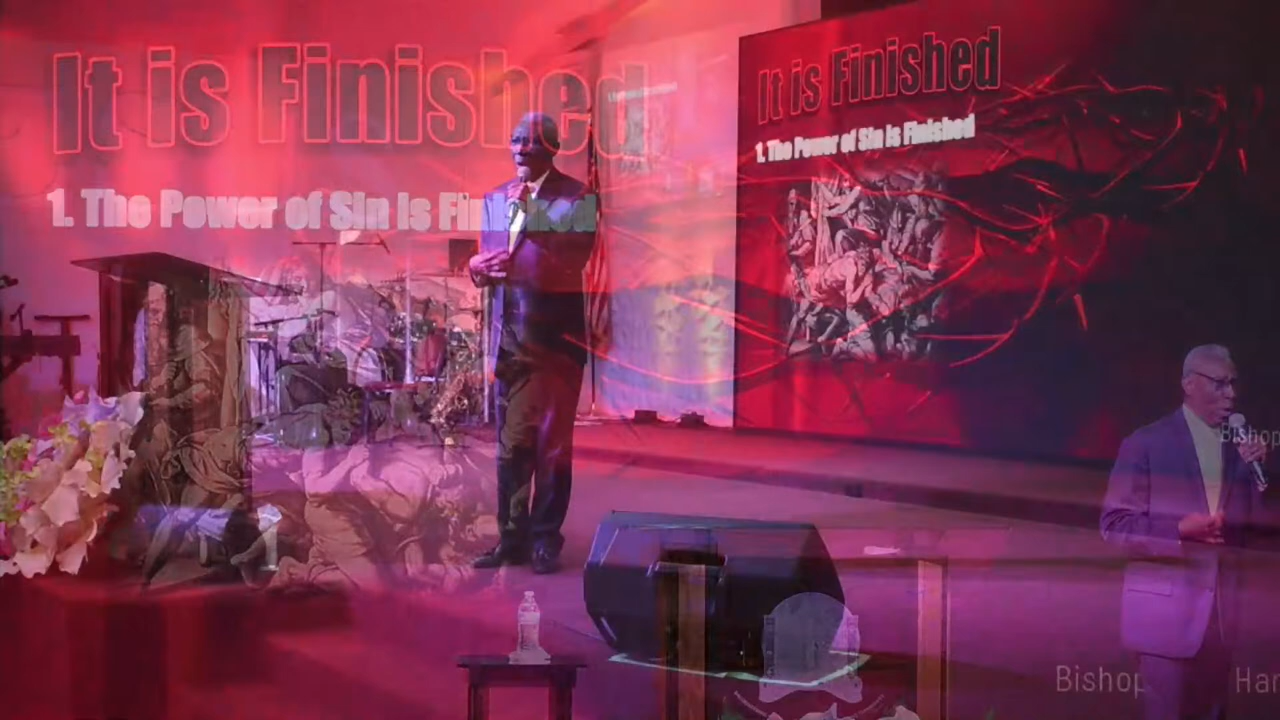 It is Finished
1. The Power of Sin is Finished
It is Finished
1. The Power of Sin is Finished
Bishop
Bishop Har